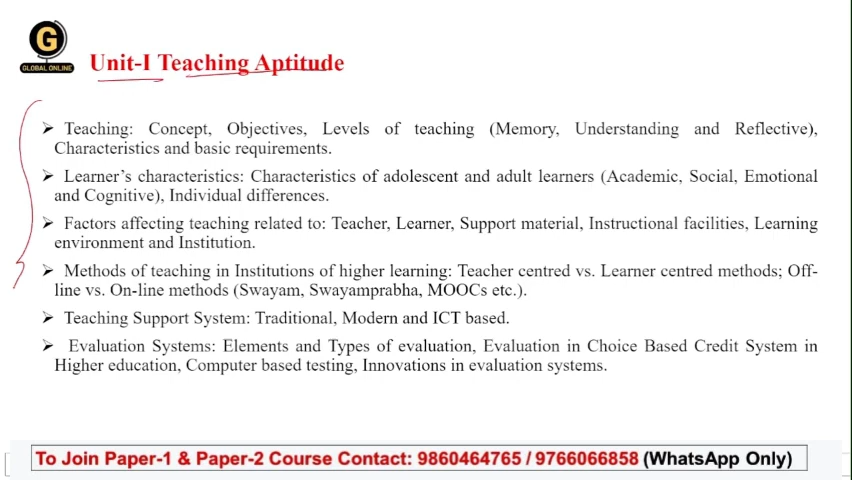 G
GLOBAL ONLINE
Unit-I Teaching Aptitude
➢ Teaching: Concept, Objectives, Levels of teaching (Memory, Understanding and Reflective),
Characteristics and basic requirements.
➢ Learner's characteristics: Characteristics of adolescent and adult learners (Academic, Social, Emotional
and Cognitive), Individual differences.
➢ Factors affecting teaching related to: Teacher, Learner, Support material, Instructional facilities, Learning
environment and Institution.
➢ Methods of teaching in Institutions of higher learning: Teacher centred vs. Learner centred methods; Off-
line vs. On-line methods (Swayam, Swayamprabha, MOOCs etc.).
➢ Teaching Support System: Traditional, Modern and ICT based.
➢ Evaluation Systems: Elements and Types of evaluation, Evaluation in Choice Based Credit System in
Higher education, Computer based testing, Innovations in evaluation systems.
To Join Paper-1 & Paper-2 Course Contact: 9860464765 / 9766066858 (WhatsApp Only)